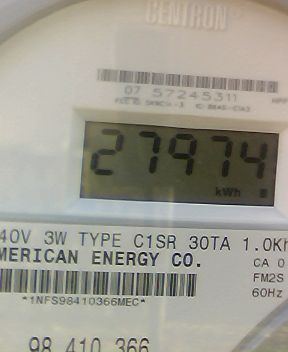 CENTRON®
07 57245311
27974
kWh
40V 3W TYPE C1SR 30TA 1.0Kh
MERICAN ENERGY CO.
CA 0
FM2S
60Hz
*1NFS98410366MEC*
98 410 366